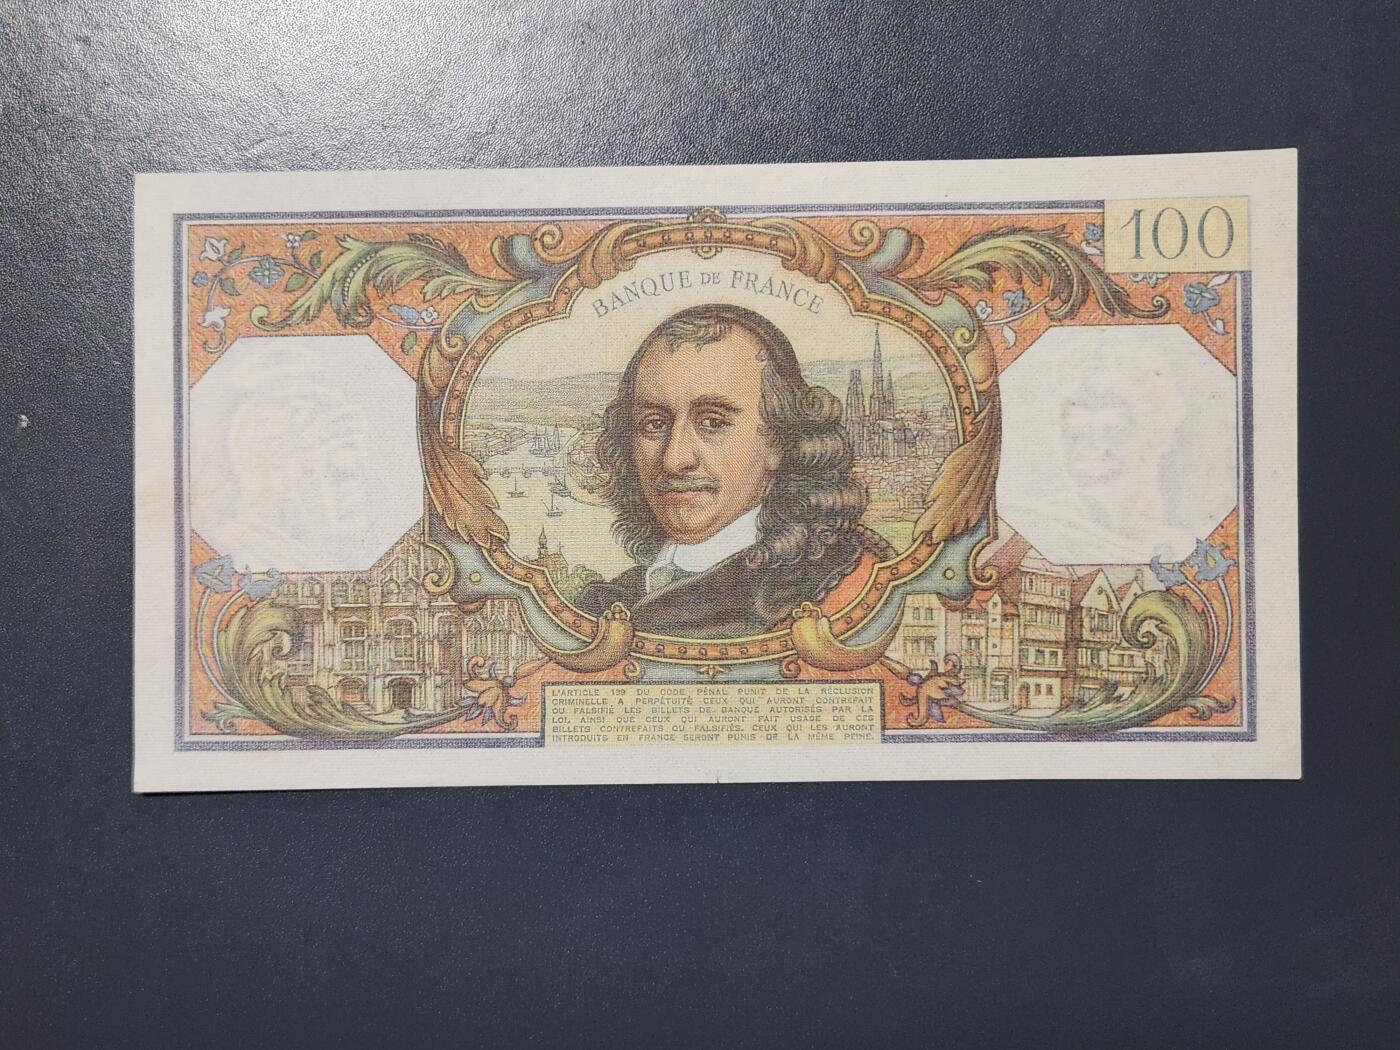 100
BANQUE DE FRANCE
L'ARTICLE 139 DU CODE PÉNAL PUNIT DE LA RÉCLUSION
CRIMINELLE A PERPÉTUITÉ CEUX QUI AURONT CONTREFAIT
OU FALSIFIÉ LES BILLETS DE BANQUE AUTORISÉS PAR LA
LOI, AINSI QUE CEUX QUI AURONT FAIT USAGE DE CES
BILLETS CONTREFAITS OU FALSIFIÉS. CEUX QUI LES AURONT
INTRODUITS EN FRANCE SERONT PUNIS DE LA MÊME PEINE.